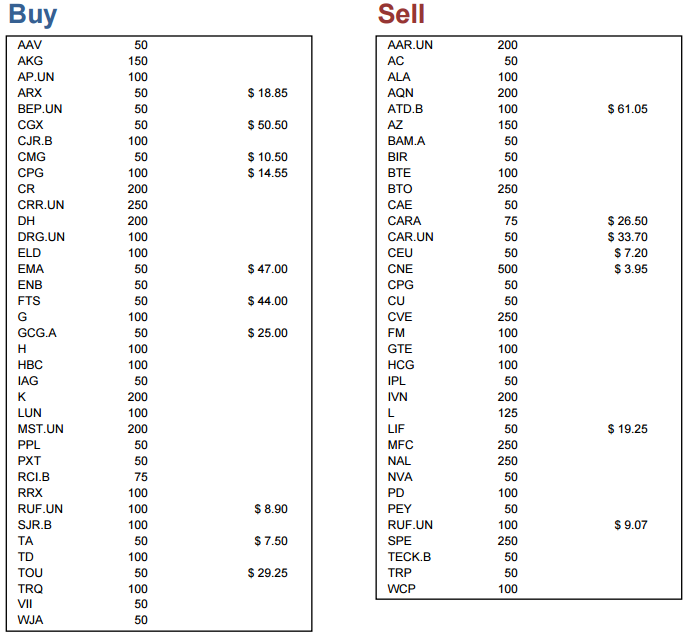 Buy
AAV 50
AKG 150
AP.UN 100
ARX 50 $ 18.85
BEP.UN 50
CGX 50 $ 50.50
CJR.B 100
CMG 50 $ 10.50
CPG 100 $ 14.55
CR 200
CRR.UN 250
DH 200
DRG.UN 100
ELD 100
EMA 50 $ 47.00
ENB 50
FTS 50 $ 44.00
G 100
GCG.A 50 $ 25.00
H 100
HBC 100
IAG 50
K 200
LUN 100
MST.UN 200
PPL 50
PXT 50
RCI.B 75
RRX 100
RUF.UN 100 $ 8.90
SJR.B 100
TA 50 $ 7.50
TD 100
TOU 50 $ 29.25
TRQ 100
VII 50
WJA 50
Sell
AAR.UN 200
AC 50
ALA 100
AQN 200
ATD.B 100 $ 61.05
AZ 150
BAM.A 50
BIR 50
BTE 100
BTO 250
CAE 50
CARA 75 $ 26.50
CAR.UN 50 $ 33.70
CEU 50 $ 7.20
CNE 500 $ 3.95
CPG 50
CU 50
CVE 250
FM 100
GTE 100
HCG 100
IPL 50
IVN 200
L 125
LIF 50 $ 19.25
MFC 250
NAL 250
NVA 50
PD 100
PEY 50
RUF.UN 100 $ 9.07
SPE 250
TECK.B 50
TRP 50
WCP 100